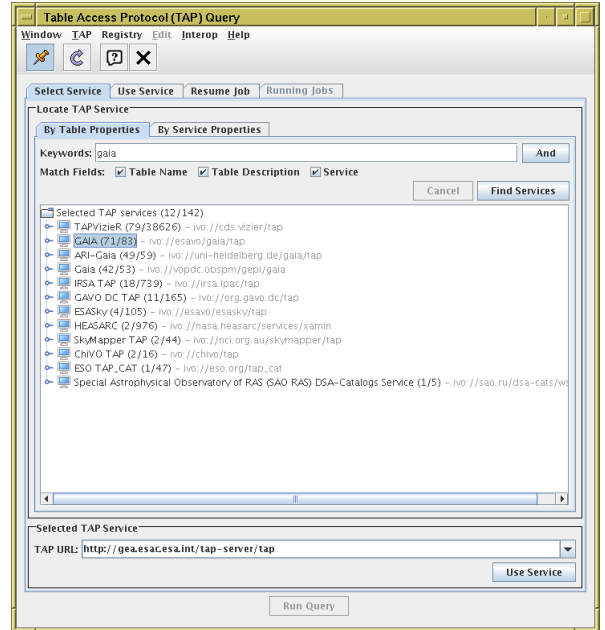 Table Access Protocol (TAP) Query
Window TAP Registry Edit Interop Help
Select Service Use Service Resume Job Running Jobs
Locate TAP Service
By Table Properties By Service Properties
Keywords: gaia And
Match Fields: Table Name Table Description Service
Cancel Find Services
Selected TAP services (12/142)
TAPVizieR (79/38626) - ivo://cds.vizier/tap
GAIA (71/83) - ivo://esavo/gaia/tap
ARI-Gaia (49/59) - ivo://uni-heidelberg.de/gaia/tap
Gaia (42/53) - ivo://vopdc.obspm/gepi/gaia
IRSA TAP (18/739) - ivo://irsa.ipac/tap
GAVO DC TAP (11/165) - ivo://org.gavo.dc/tap
ESASky (4/105) - ivo://esavo/esasky/tap
HEASARC (2/976) - ivo://nasa.heasarc/services/xamin
SkyMapper TAP (2/44) - ivo://nci.org.au/skymapper/tap
ChiVO TAP (2/16) - ivo://chivo/tap
ESO TAP_CAT (1/47) - ivo://eso.org/tap_cat
Special Astrophysical Observatory of RAS (SAO RAS) DSA-Catalogs Service (1/5) - ivo://sao.ru/dsa-cats/ws
Selected TAP Service
TAP URL: http://gea.esac.esa.int/tap-server/tap
Use Service
Run Query